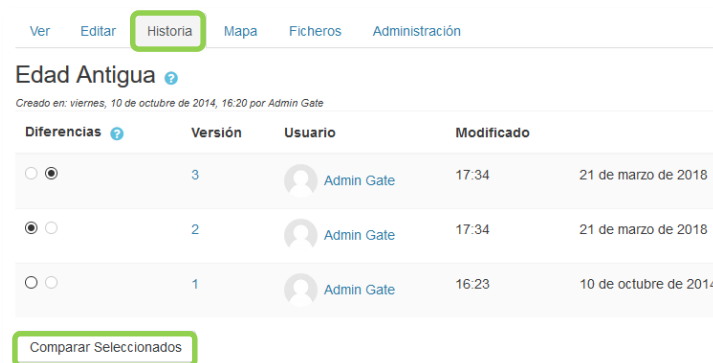 Ver Editar Historia Mapa Ficheros Administración
Edad Antigua ?
Creado en: viernes, 10 de octubre de 2014, 16:20 por Admin Gate
Diferencias ? Versión Usuario Modificado
3 Admin Gate 17:34 21 de marzo de 2018
2 Admin Gate 17:34 21 de marzo de 2018
1 Admin Gate 16:23 10 de octubre de 2014
Comparar Seleccionados